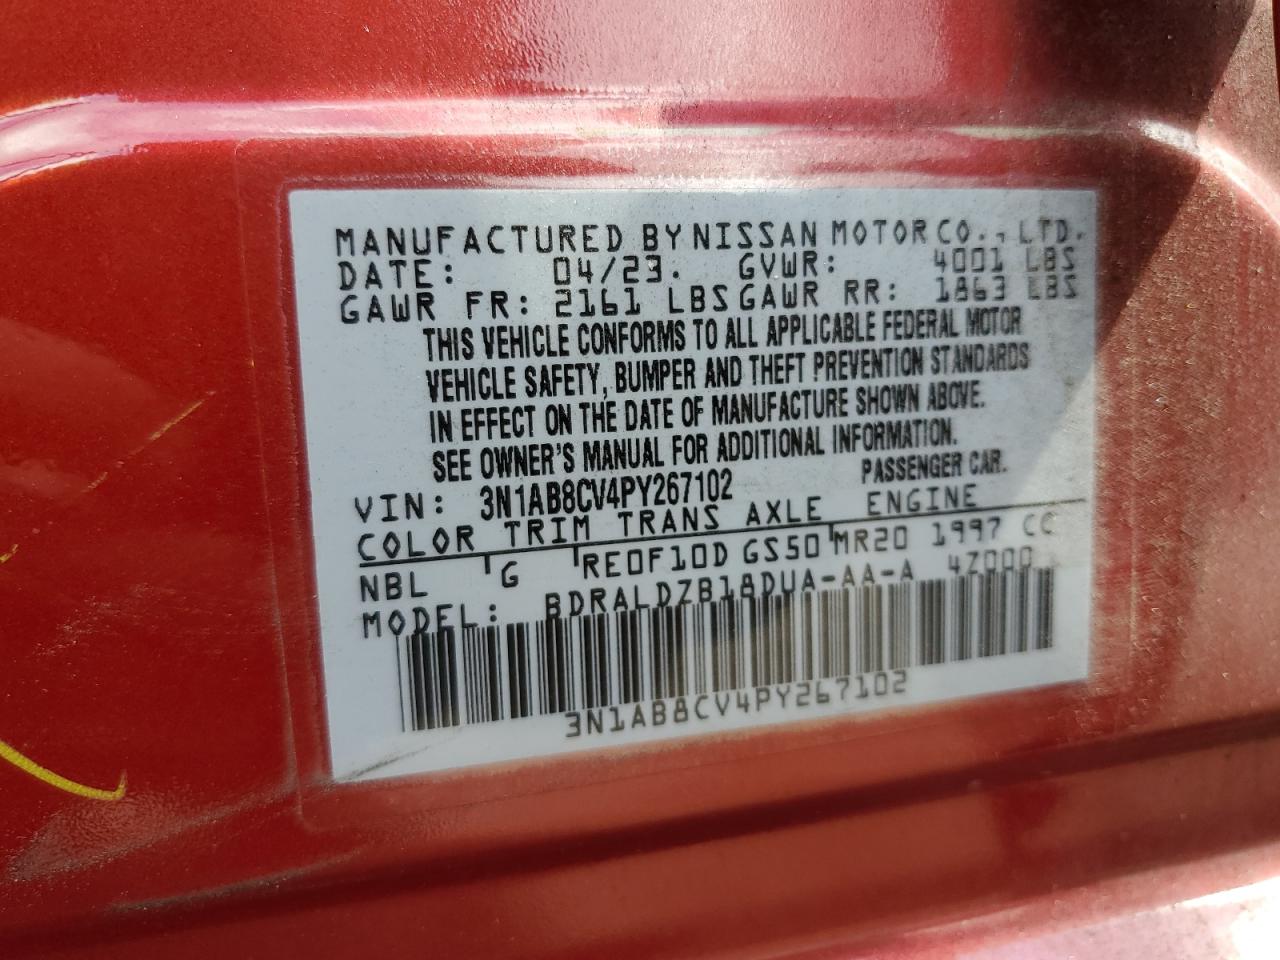 MANUFACTURED BY NISSAN MOTOR CO., LTD.
DATE: 04/23. GVWR: 4001 LBS
GAWR FR: 2161 LBS GAWR RR: 1863 LBS
THIS VEHICLE CONFORMS TO ALL APPLICABLE FEDERAL MOTOR
VEHICLE SAFETY, BUMPER AND THEFT PREVENTION STANDARDS
IN EFFECT ON THE DATE OF MANUFACTURE SHOWN ABOVE.
SEE OWNER'S MANUAL FOR ADDITIONAL INFORMATION.
VIN: 3N1AB8CV4PY267102 PASSENGER CAR.
COLOR TRIM TRANS AXLE ENGINE
NBL G RE0F10D GS50 MR20 1997 CC
MODEL: BDRALDZB18DUA-AA-A 4Z000
3N1AB8CV4PY267102